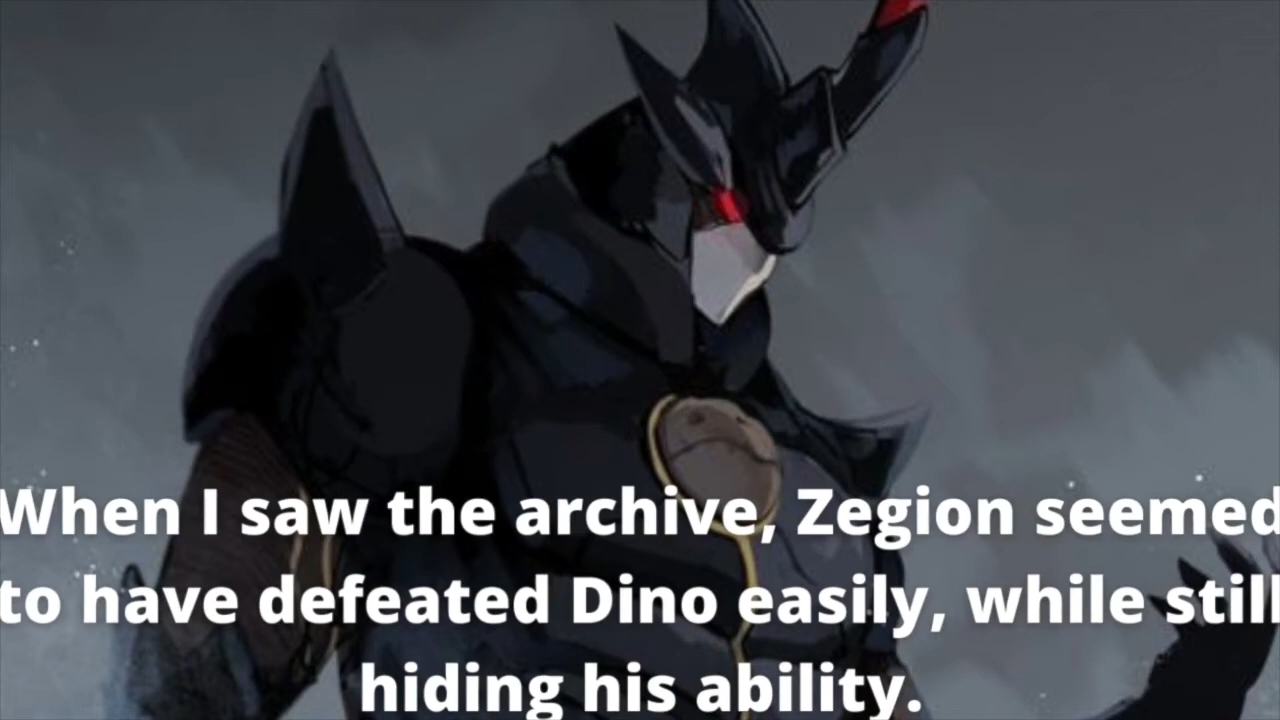 When I saw the archive, Zegion seemed
to have defeated Dino easily, while still
hiding his ability.